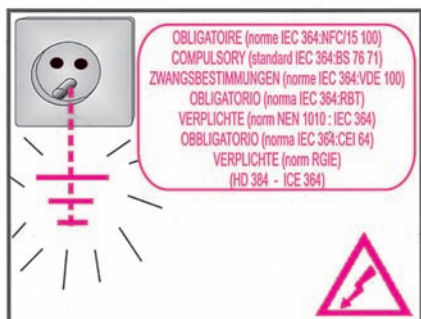 OBLIGATOIRE (norme IEC 364:NFC/15 100)
COMPULSORY (standard IEC 364:BS 76 71)
ZWANGSBESTIMMUNGEN (norme IEC 364:VDE 100)
OBLIGATORIO (norma IEC 364:RBT)
VERPLICHTE (norm NEN 1010 : IEC 364)
OBBLIGATORIO (norma IEC 364:CEI 64)
VERPLICHTE (norm RGIE)
(HD 384 - ICE 364)